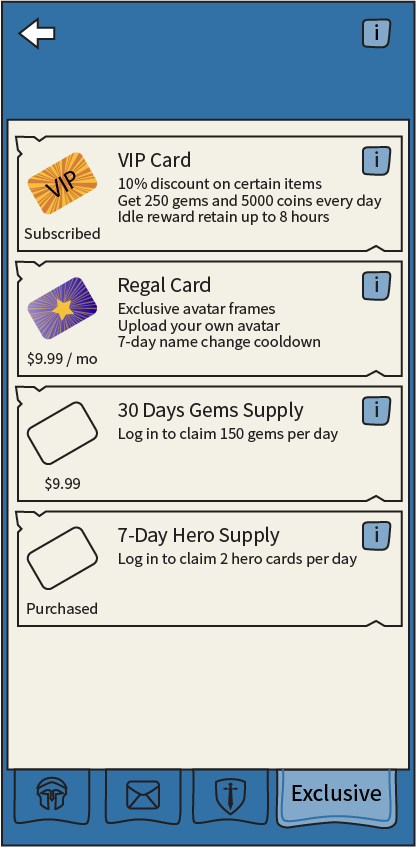 i
VIP Card
i
VIP
10% discount on certain items
Get 250 gems and 5000 coins every day
Idle reward retain up to 8 hours
Subscribed
Regal Card
i
Exclusive avatar frames
Upload your own avatar
7-day name change cooldown
$9.99 / mo
30 Days Gems Supply
i
Log in to claim 150 gems per day
$9.99
7-Day Hero Supply
i
Log in to claim 2 hero cards per day
Purchased
Exclusive